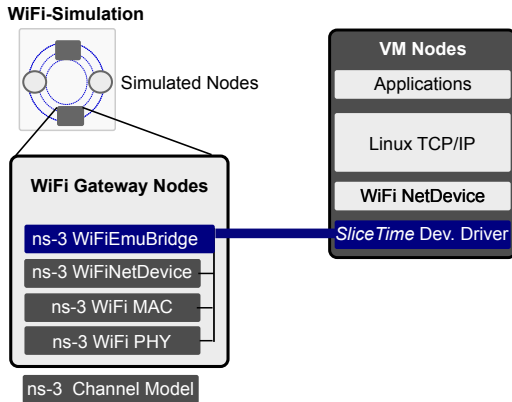 WiFi-Simulation
Simulated Nodes
WiFi Gateway Nodes
ns-3 WiFiEmuBridge
ns-3 WiFiNetDevice
ns-3 WiFi MAC
ns-3 WiFi PHY
ns-3 Channel Model
VM Nodes
Applications
Linux TCP/IP
WiFi NetDevice
SliceTime Dev. Driver